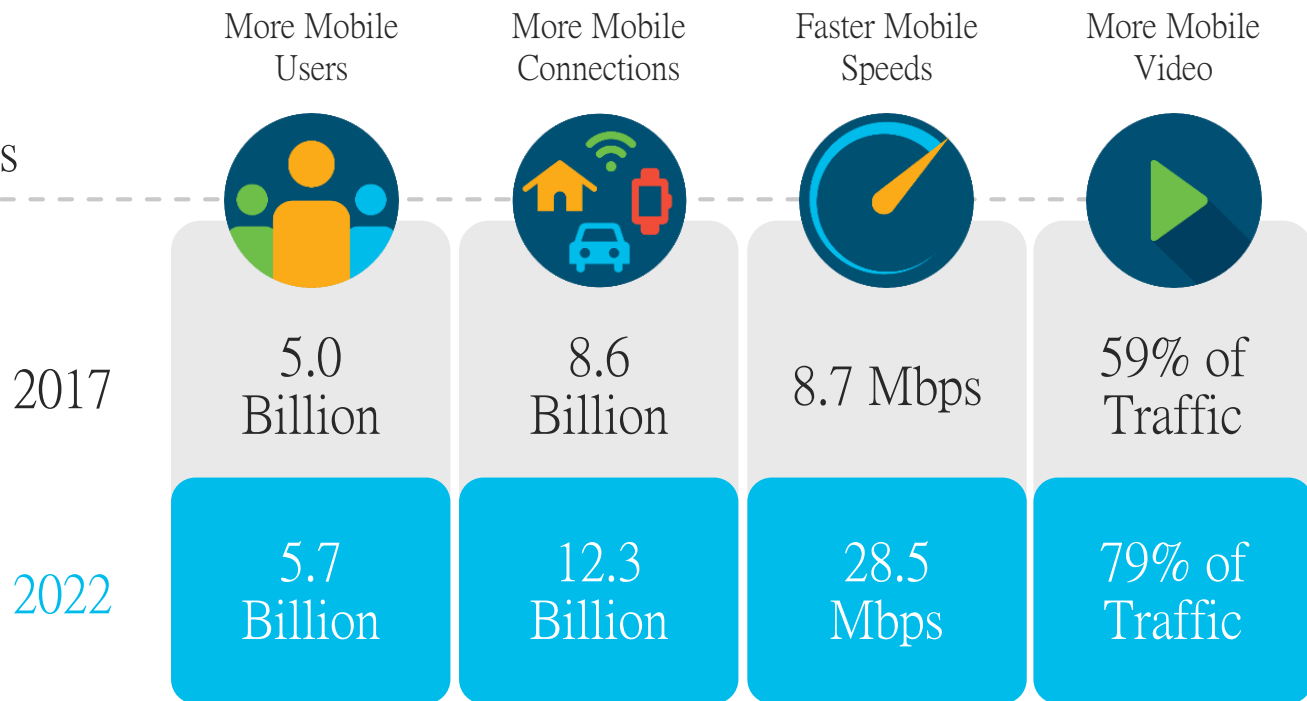 More Mobile
Users
More Mobile
Connections
Faster Mobile
Speeds
More Mobile
Video
s
2017
5.0
Billion
8.6
Billion
8.7 Mbps
59% of
Traffic
2022
5.7
Billion
12.3
Billion
28.5
Mbps
79% of
Traffic